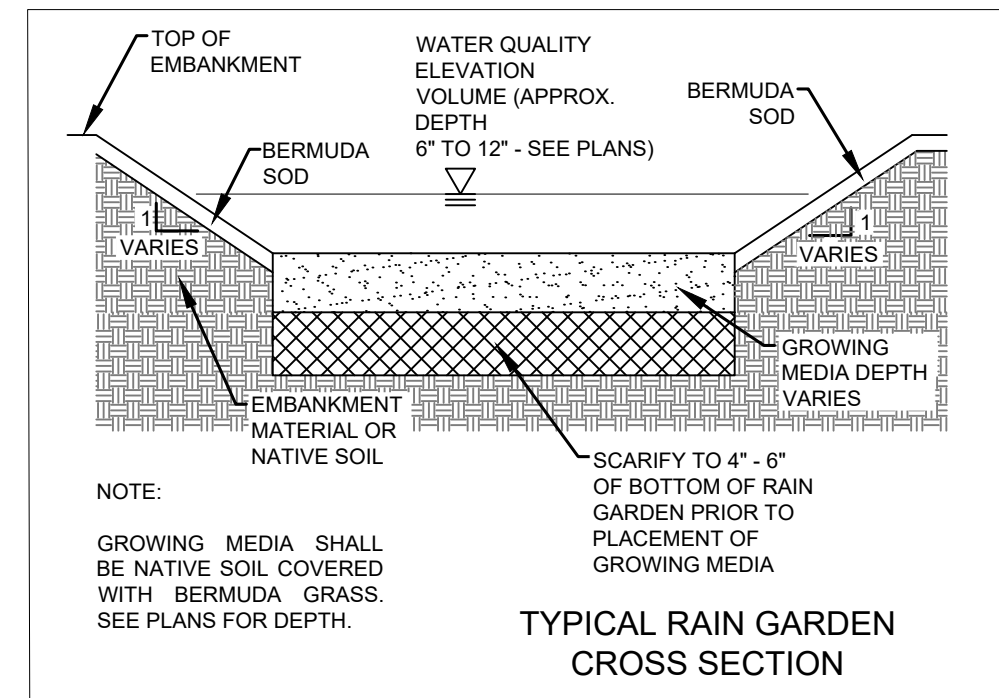 TOP OF
EMBANKMENT
WATER QUALITY
ELEVATION
VOLUME (APPROX.
DEPTH
6" TO 12" - SEE PLANS)
BERMUDA
SOD
BERMUDA
SOD
1
VARIES
1
VARIES
GROWING
MEDIA DEPTH
VARIES
EMBANKMENT
MATERIAL OR
NATIVE SOIL
SCARIFY TO 4" - 6"
OF BOTTOM OF RAIN
GARDEN PRIOR TO
PLACEMENT OF
GROWING MEDIA
NOTE:
GROWING MEDIA SHALL
BE NATIVE SOIL COVERED
WITH BERMUDA GRASS.
SEE PLANS FOR DEPTH.
TYPICAL RAIN GARDEN
CROSS SECTION